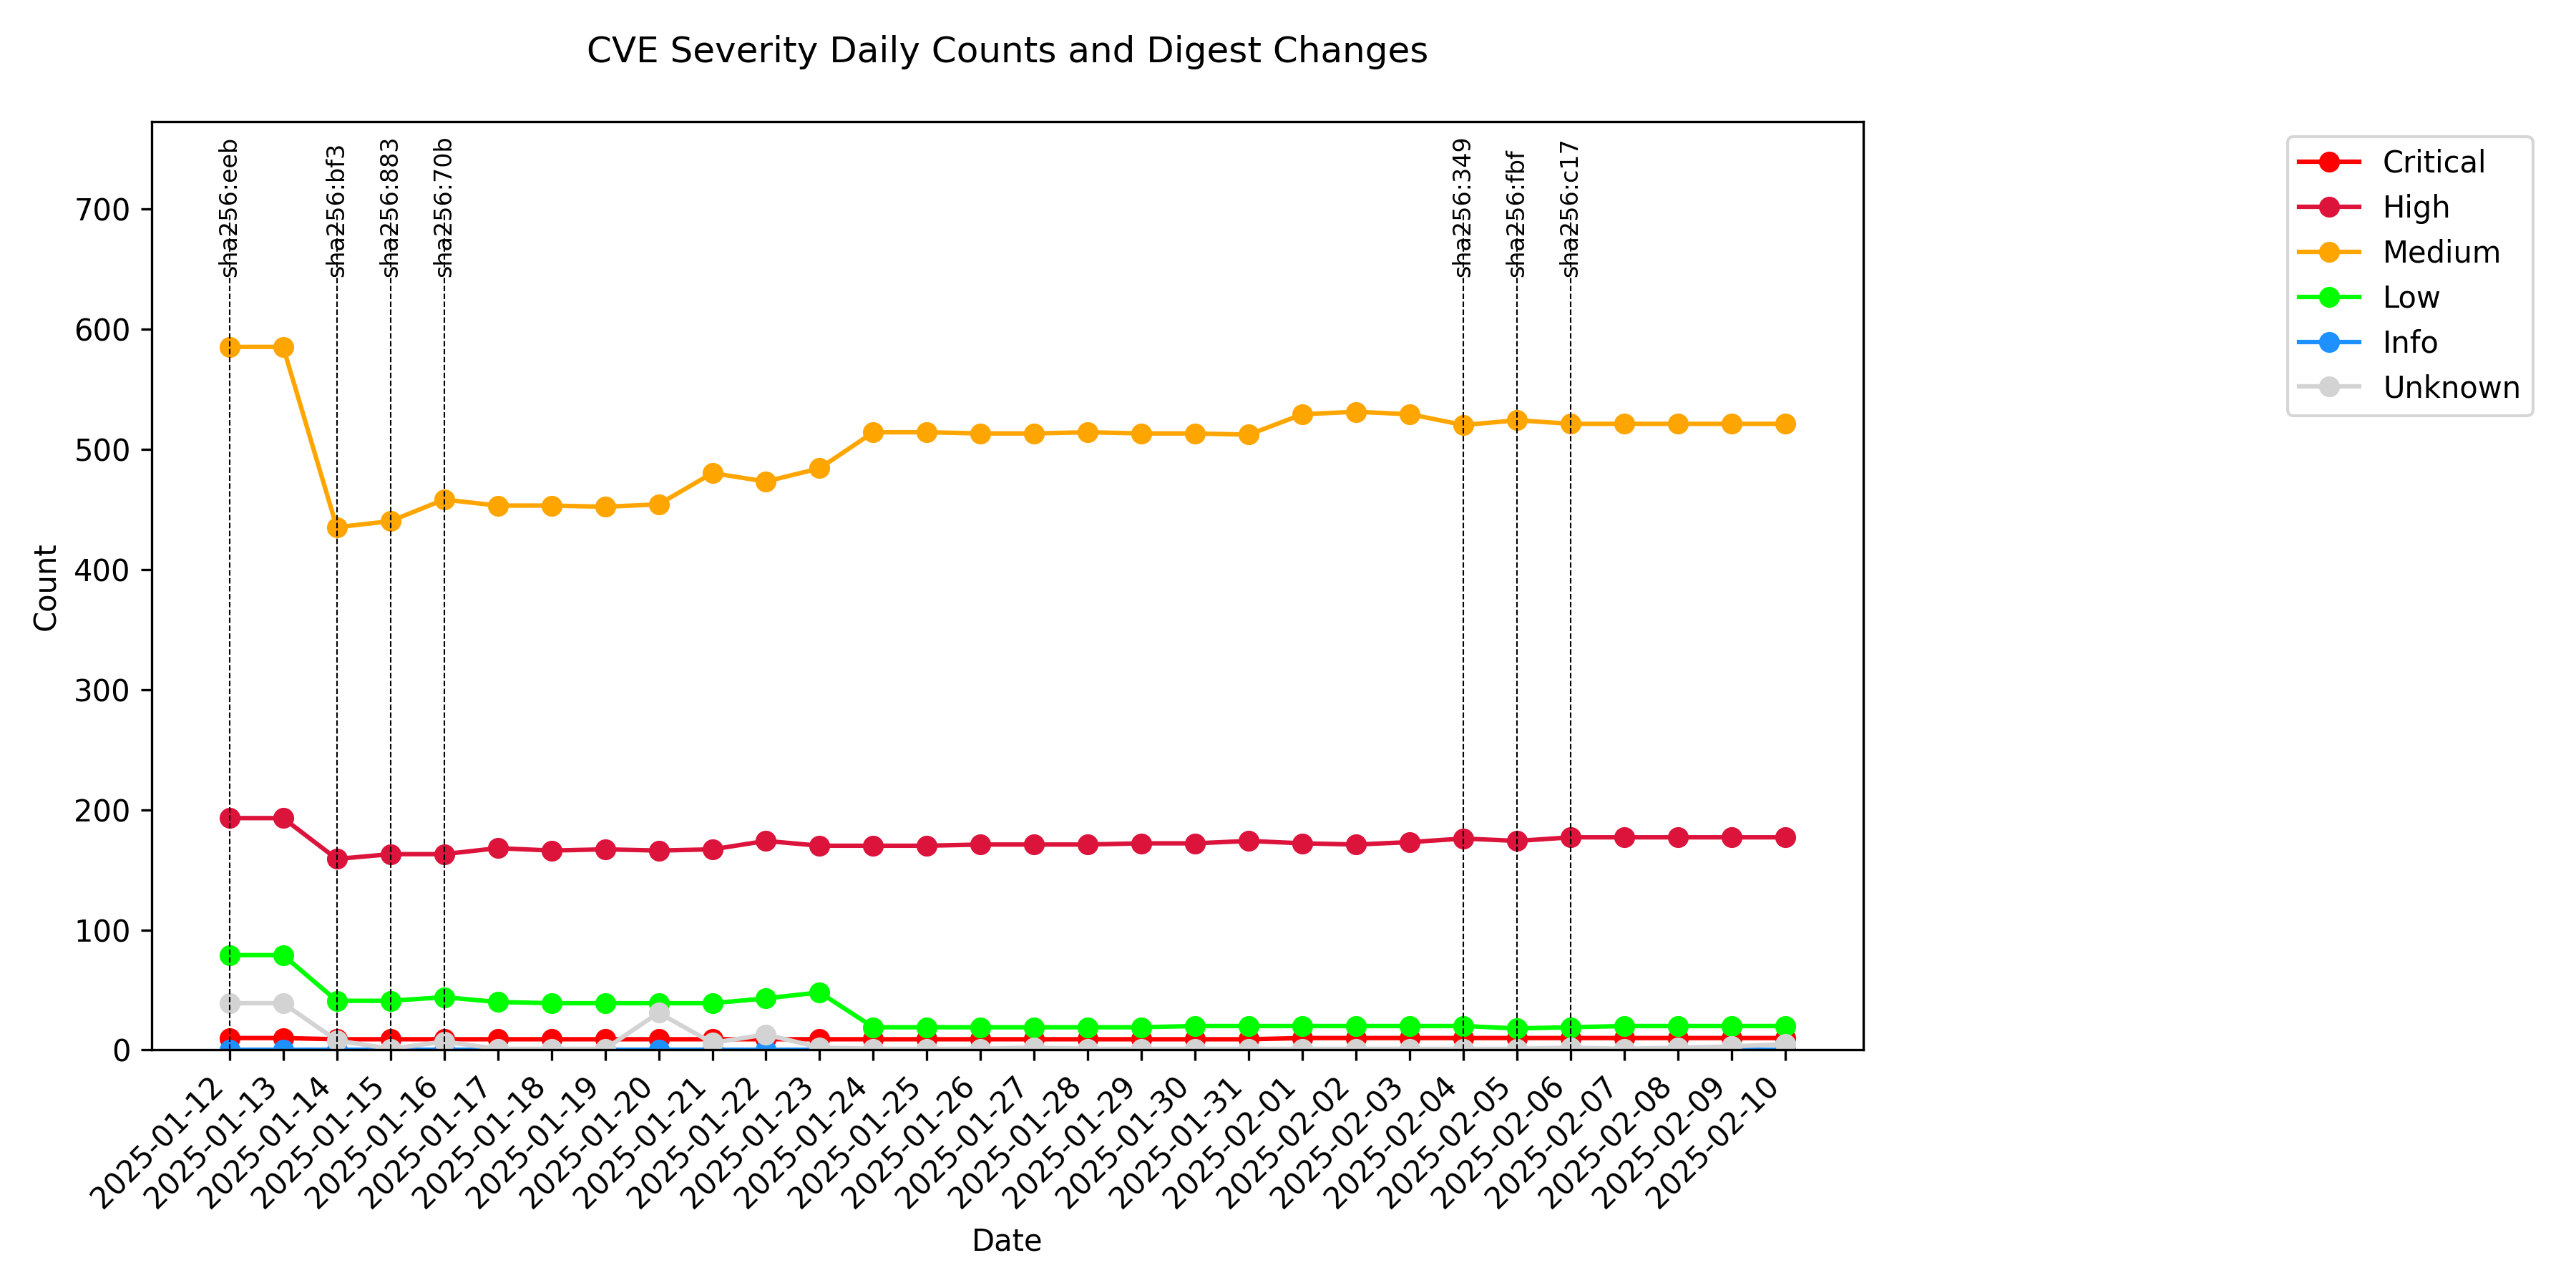 CVE Severity Daily Counts and Digest Changes
sha256:eeb
sha256:bf3
sha256:883
sha256:70b
sha256:349
sha256:fbf
sha256:c17
Critical
High
Medium
Low
Info
Unknown
700
600
500
400
300
200
100
0
Count
2025-01-12
2025-01-13
2025-01-14
2025-01-15
2025-01-16
2025-01-17
2025-01-18
2025-01-19
2025-01-20
2025-01-21
2025-01-22
2025-01-23
2025-01-24
2025-01-25
2025-01-26
2025-01-27
2025-01-28
2025-01-29
2025-01-30
2025-01-31
2025-02-01
2025-02-02
2025-02-03
2025-02-04
2025-02-05
2025-02-06
2025-02-07
2025-02-08
2025-02-09
2025-02-10
Date